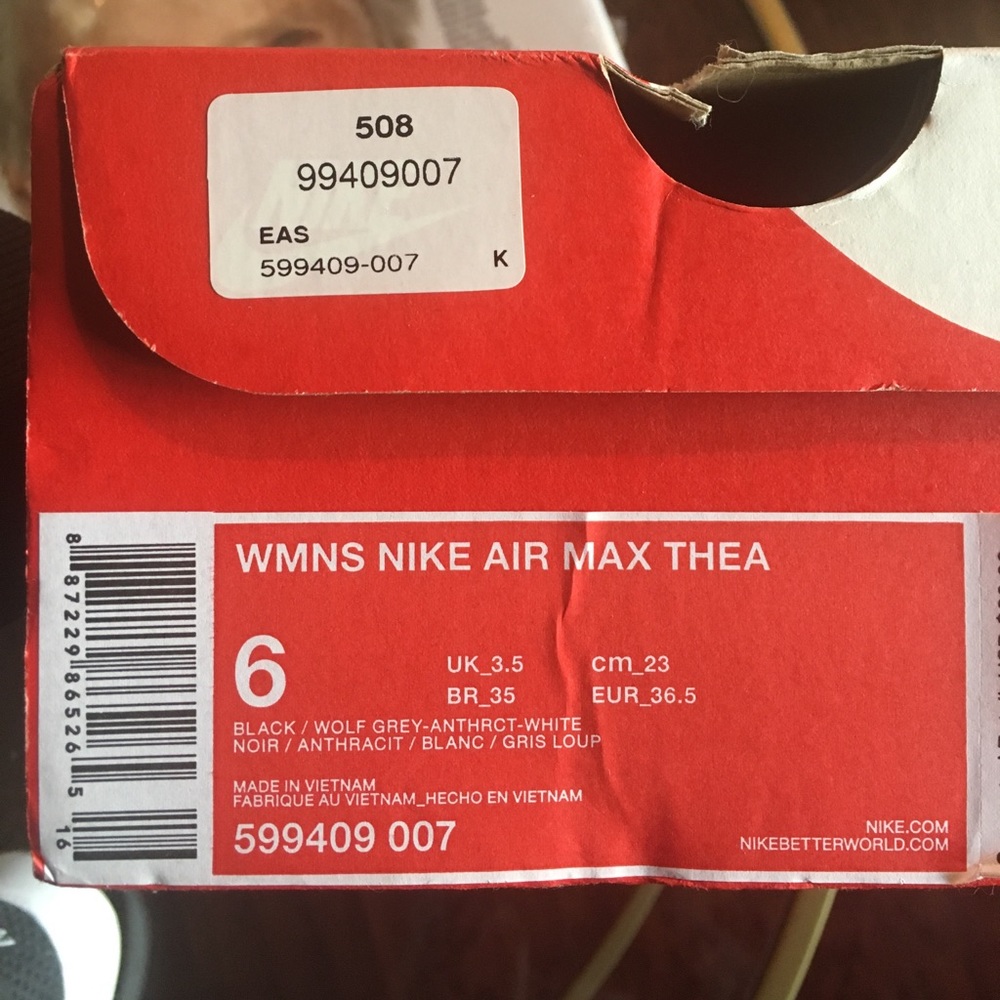 508
99409007
EAS
599409-007 K
WMNS NIKE AIR MAX THEA
6
UK_3.5 cm_23
BR_35 EUR_36.5
BLACK / WOLF GREY-ANTHRCT-WHITE
NOIR / ANTHRACIT / BLANC / GRIS LOUP
MADE IN VIETNAM
FABRIQUE AU VIETNAM_HECHO EN VIETNAM
599409 007
NIKE.COM
NIKEBETTERWORLD.COM
8 87229 86526 5 16